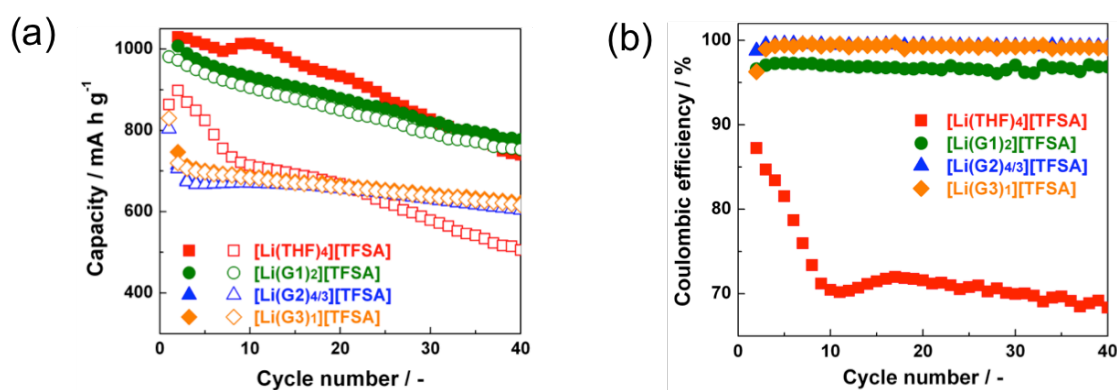 (a)
Capacity / mA h g⁻¹
1000
800
600
400
[Li(THF)4][TFSA]
[Li(G1)2][TFSA]
[Li(G2)4/3][TFSA]
[Li(G3)1][TFSA]
0 10 20 30 40
Cycle number / -
(b)
Coulombic efficiency / %
100
90
80
70
[Li(THF)4][TFSA]
[Li(G1)2][TFSA]
[Li(G2)4/3][TFSA]
[Li(G3)1][TFSA]
0 10 20 30 40
Cycle number / -